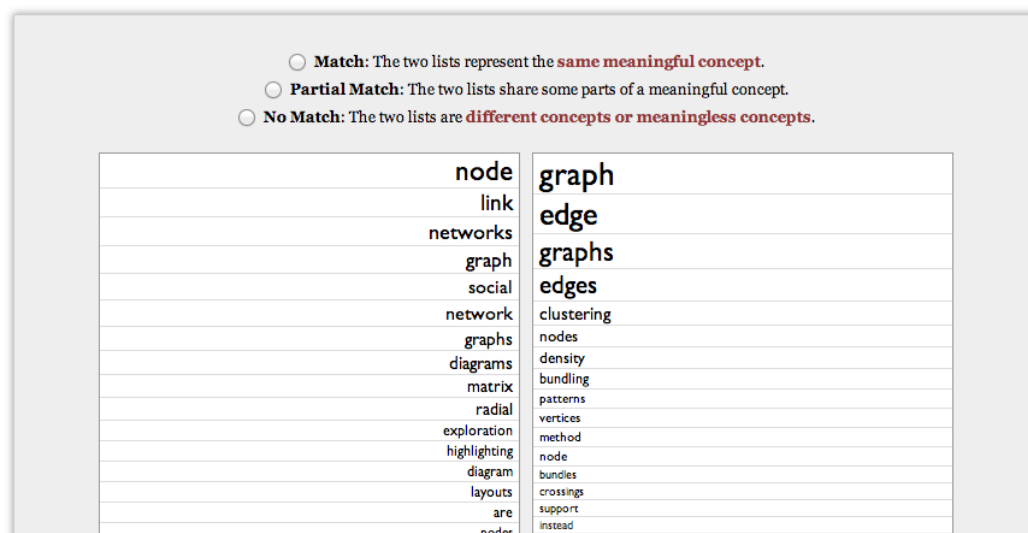 Match: The two lists represent the same meaningful concept.
Partial Match: The two lists share some parts of a meaningful concept.
No Match: The two lists are different concepts or meaningless concepts.
node
link
networks
graph
social
network
graphs
diagrams
matrix
radial
exploration
highlighting
diagram
layouts
are
nodes
graph
edge
graphs
edges
clustering
nodes
density
bundling
patterns
vertices
method
node
bundles
crossings
support
instead